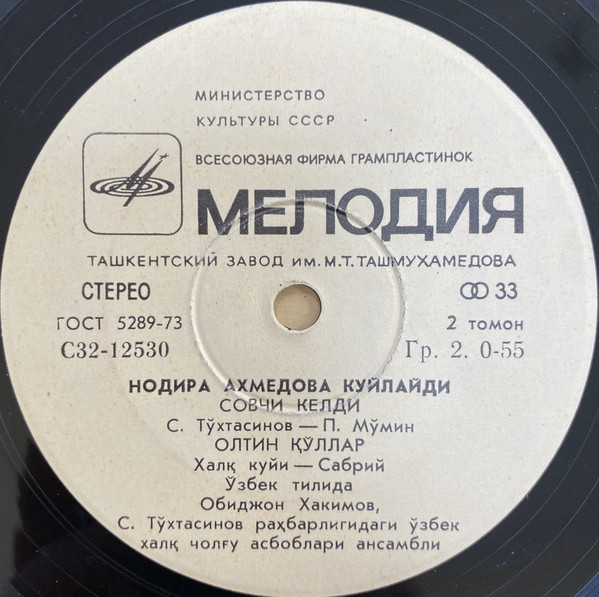 МИНИСТЕРСТВО
КУЛЬТУРЫ СССР
ВСЕСОЮЗНАЯ ФИРМА ГРАМПЛАСТИНОК
МЕЛОДИЯ
ТАШКЕНТСКИЙ ЗАВОД ИМ. М.Т. ТАШМУХАМЕДОВА
СТЕРЕО 33
ГОСТ 5289-73 2 томон
С32-12530 Гр. 2. 0-55
НОДИРА АХМЕДОВА КУЙЛАЙДИ
СОВЧИ КЕЛДИ
С. Тўхтасинов — П. Мўмин
ОЛТИН ҚЎЛЛАР
Халқ куйи — Сабрий
Ўзбек тилида
Обиджон Хакимов,
С. Тўхтасинов раҳбарлигидаги ўзбек
халқ чолғу асбоблари ансамбли